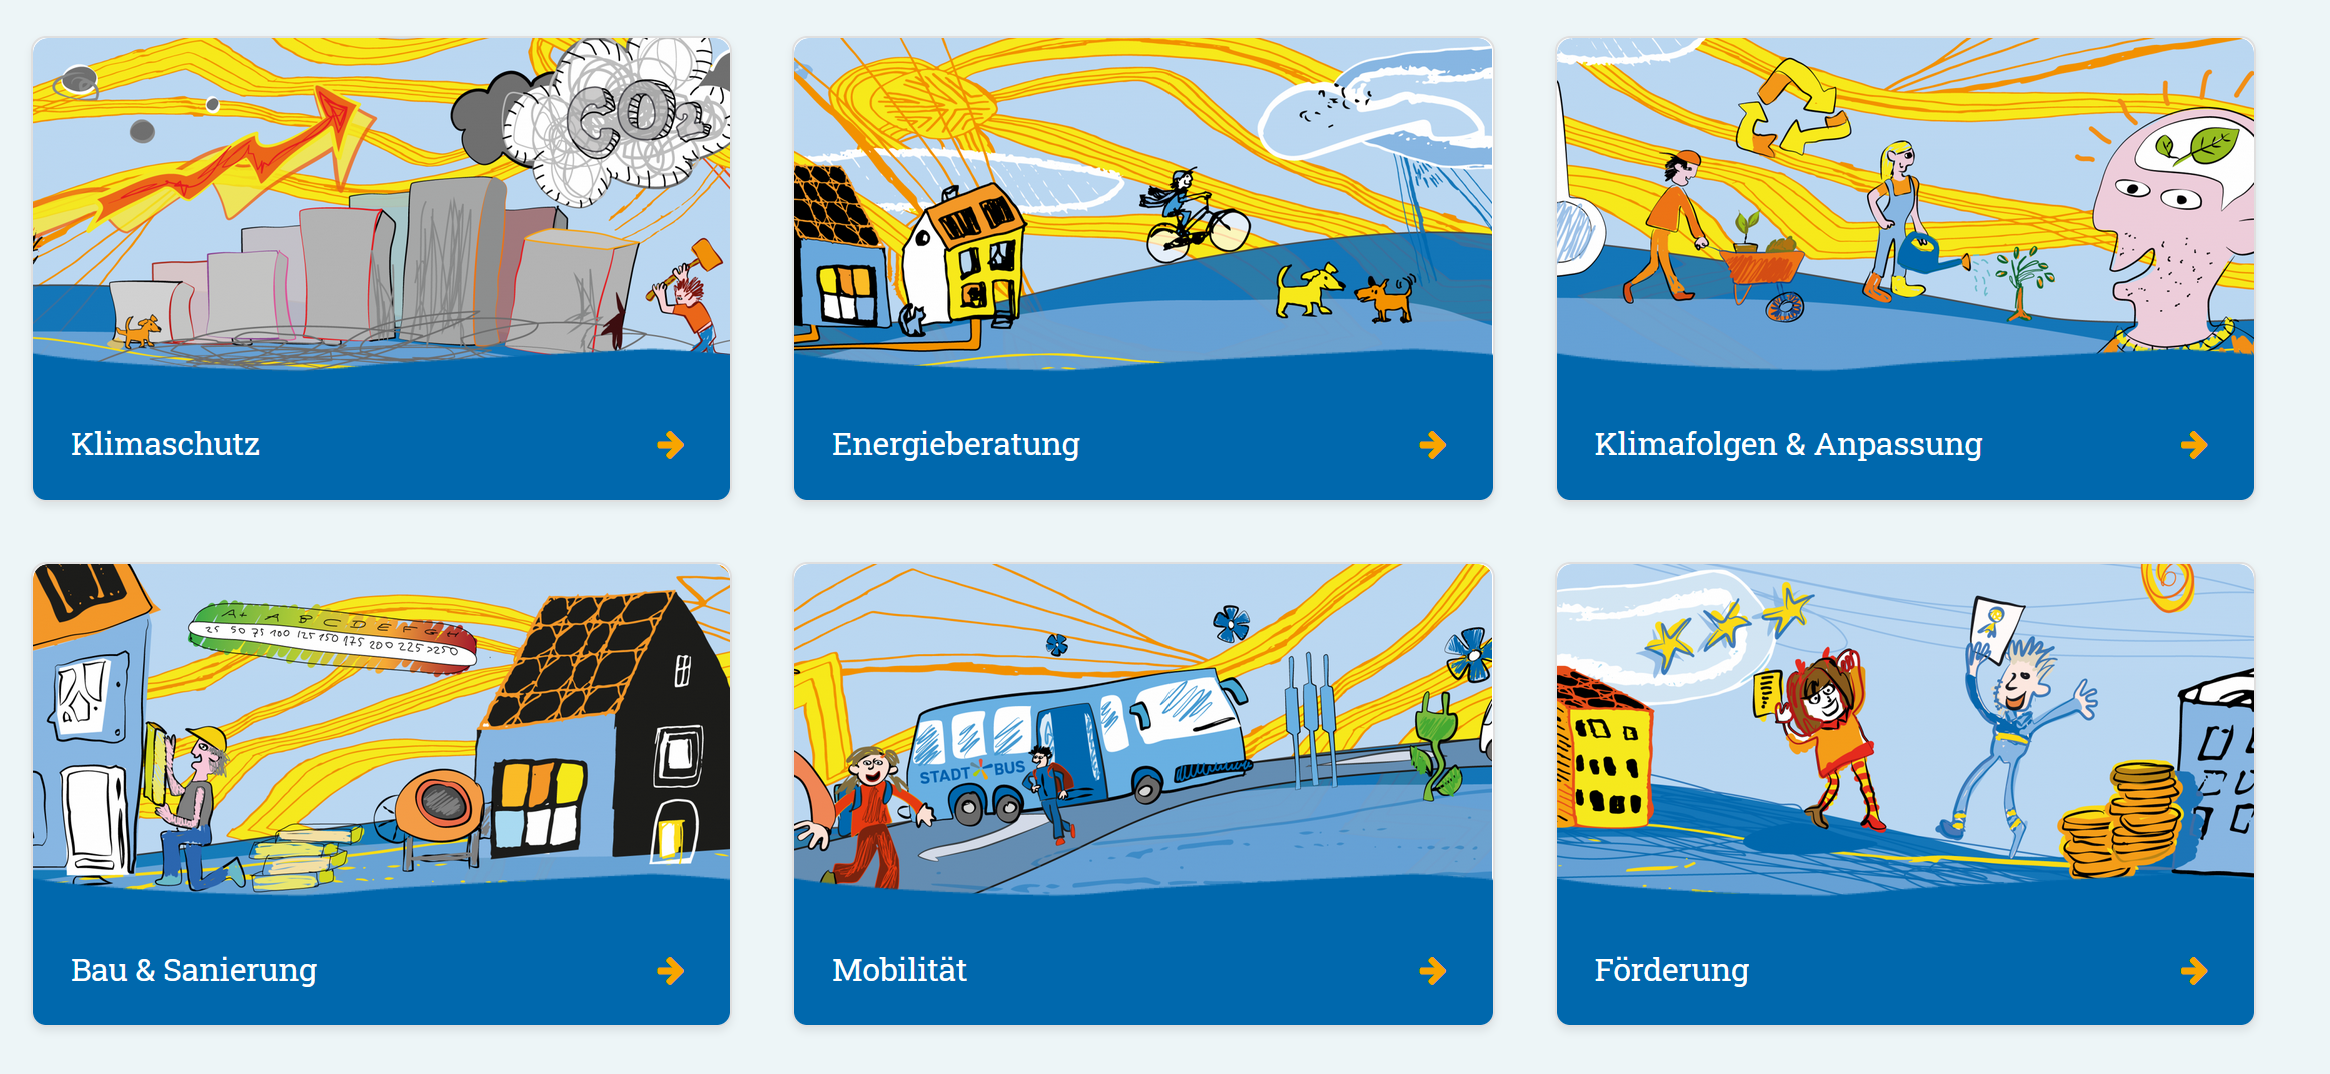 CO2
Klimaschutz
Energieberatung
Klimafolgen & Anpassung
A+ A B C D E F G H
25 50 75 100 125 150 175 200 225 >250
STADT BUS
Bau & Sanierung
Mobilität
Förderung